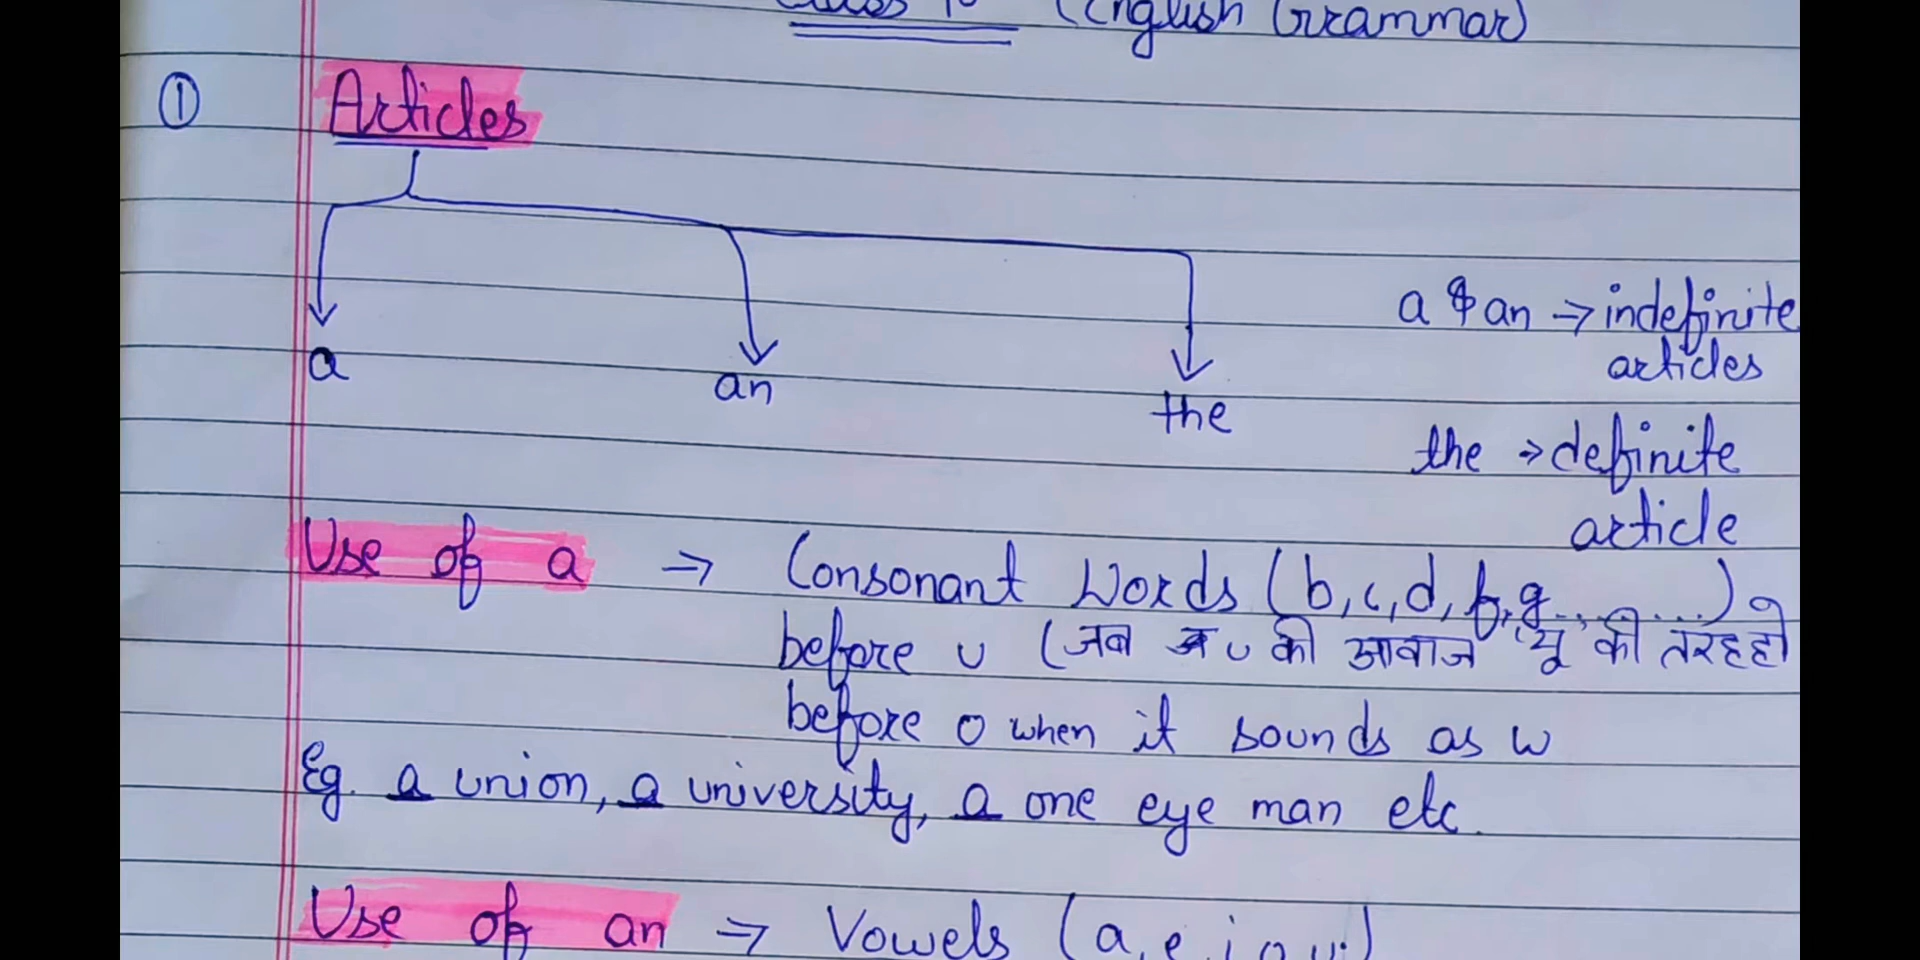 (English Grammar)
① Articles
a an the
a & an → indefinite
articles
the → definite
article
Use of a → Consonant Words (b, c, d, f, g.........)
before u (जब u की आवाज 'यू' की तरह हो
before o when it sounds as w
Eg. a union, a university, a one eye man etc.
Use of an → Vowels (a, e, i, o, u)